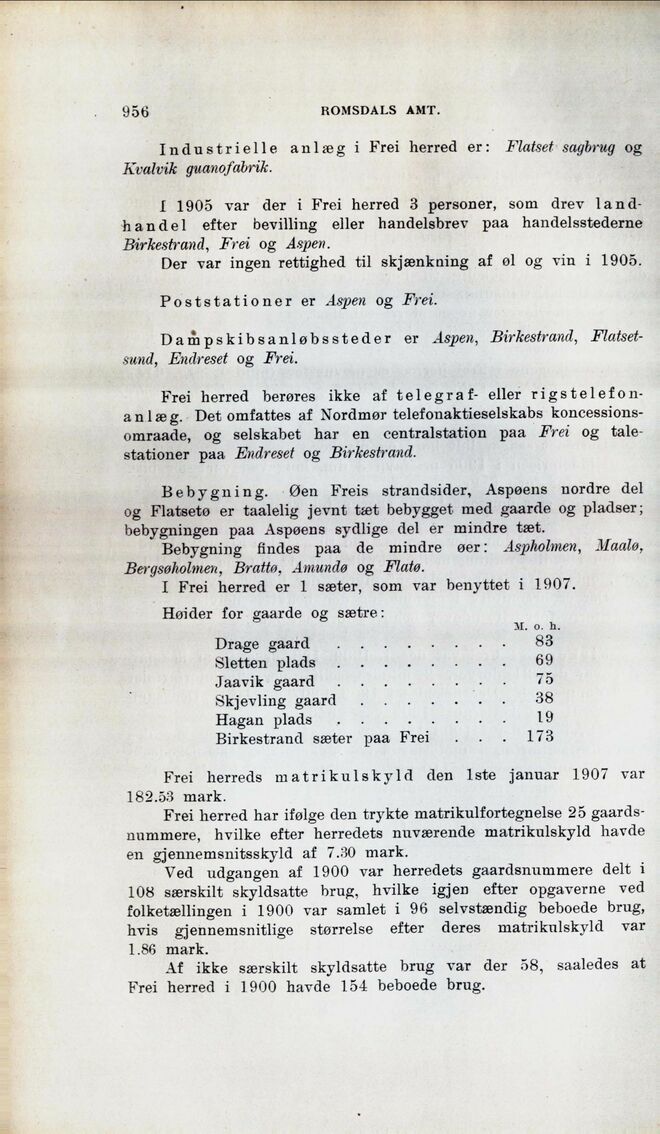 956 ROMSDALS AMT.
Industrielle anlæg i Frei herred er: Flatset sagbrug og
Kvalvik guanofabrik.
I 1905 var der i Frei herred 3 personer, som drev land-
handel efter bevilling eller handelsbrev paa handelsstederne
Birkestrand, Frei og Aspen.
Der var ingen rettighed til skjænkning af øl og vin i 1905.
Poststationer er Aspen og Frei.
Dampskibsanløbssteder er Aspen, Birkestrand, Flatset-
sund, Endreset og Frei.
Frei herred berøres ikke af telegraf- eller rigstelefon-
anlæg. Det omfattes af Nordmør telefonaktieselskabs koncessions-
omraade, og selskabet har en centralstation paa Frei og tale-
stationer paa Endreset og Birkestrand.
Bebygning. Øen Freis strandsider, Aspøens nordre del
og Flatsetø er taalelig jevnt tæt bebygget med gaarde og pladser;
bebygningen paa Aspøens sydlige del er mindre tæt.
Bebygning findes paa de mindre øer: Aspholmen, Maalø,
Bergsøholmen, Brattø, Amundø og Flatø.
I Frei herred er 1 sæter, som var benyttet i 1907.
Høider for gaarde og sætre:
M. o. h.
Drage gaard . . . . . . . . 83
Sletten plads . . . . . . . . 69
Jaavik gaard . . . . . . . . 75
Skjevling gaard . . . . . . . 38
Hagan plads . . . . . . . . 19
Birkestrand sæter paa Frei . . . 173
Frei herreds matrikulskyld den 1ste januar 1907 var
182.53 mark.
Frei herred har ifølge den trykte matrikulfortegnelse 25 gaards-
nummere, hvilke efter herredets nuværende matrikulskyld havde
en gjennemsnitsskyld af 7.30 mark.
Ved udgangen af 1900 var herredets gaardsnummere delt i
108 særskilt skyldsatte brug, hvilke igjen efter opgaverne ved
folketællingen i 1900 var samlet i 96 selvstændig beboede brug,
hvis gjennemsnitlige størrelse efter deres matrikulskyld var
1.86 mark.
Af ikke særskilt skyldsatte brug var der 58, saaledes at
Frei herred i 1900 havde 154 beboede brug.